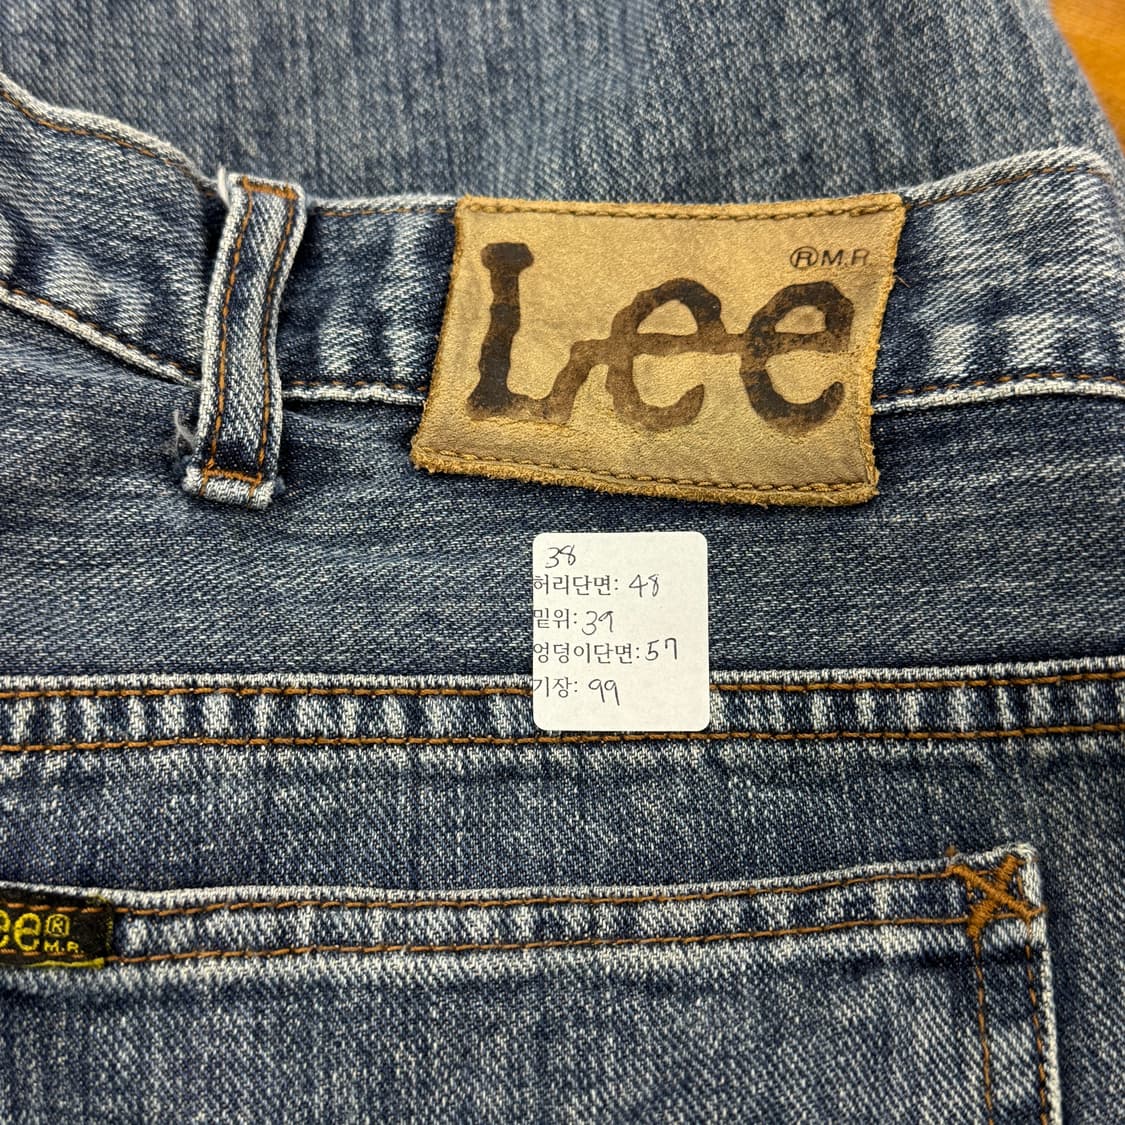 Lee
® M.R.
38
허리단면: 48
밑위: 39
엉덩이단면: 57
기장: 99
ee®
M.R.